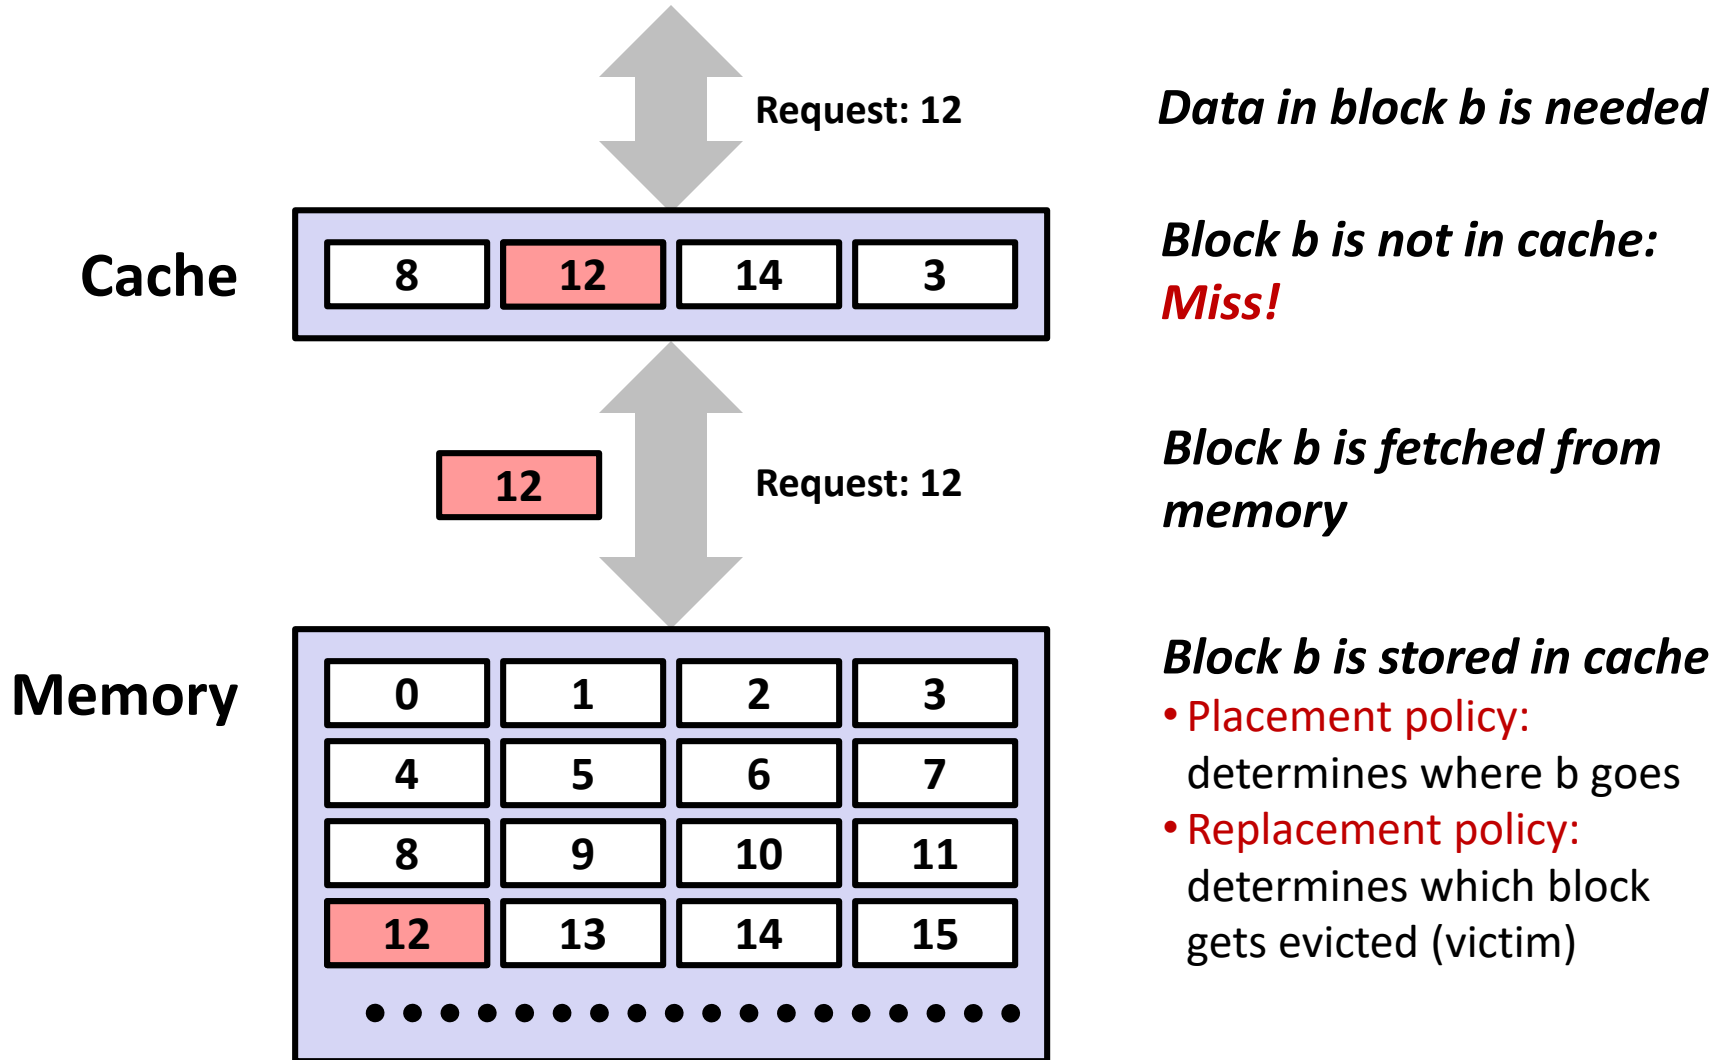 Request: 12
Data in block b is needed
Cache
8 12 14 3
Block b is not in cache:
Miss!
12
Request: 12
Block b is fetched from
memory
Memory
0 1 2 3
4 5 6 7
8 9 10 11
12 13 14 15
Block b is stored in cache
• Placement policy:
determines where b goes
• Replacement policy:
determines which block
gets evicted (victim)